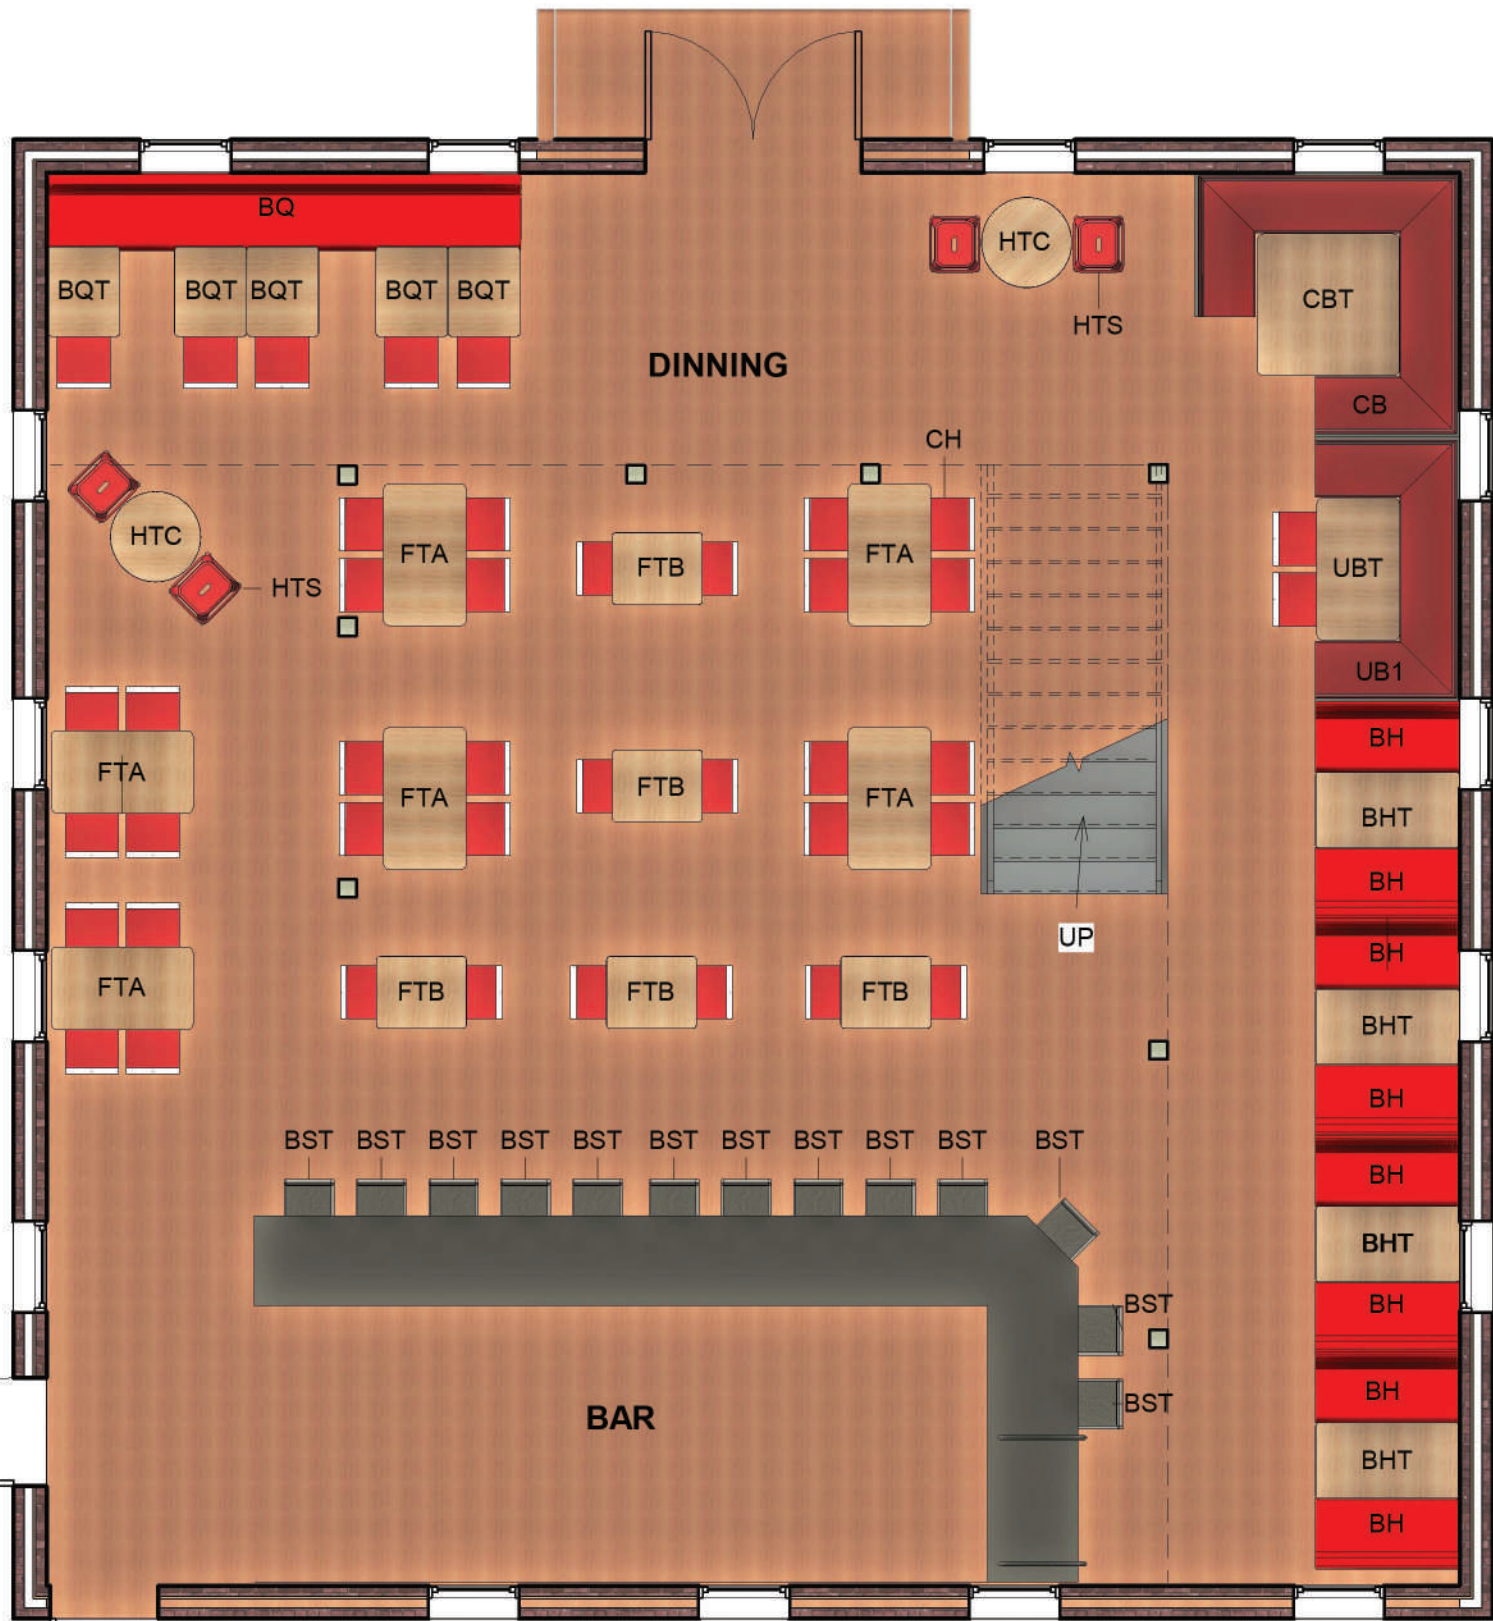 BQ
BQT BQT BQT BQT BQT
HTC
HTS
CBT
CB
DINNING
CH
HTC
HTS
FTA FTB FTA
UBT
UB1
FTA
FTA FTB FTA
BH
BHT
BH
UP
BH
FTA
FTB FTB FTB
BHT
BH
BST BST BST BST BST BST BST BST BST BST BST
BH
BHT
BST
BH
BST
BAR
BH
BHT
BH